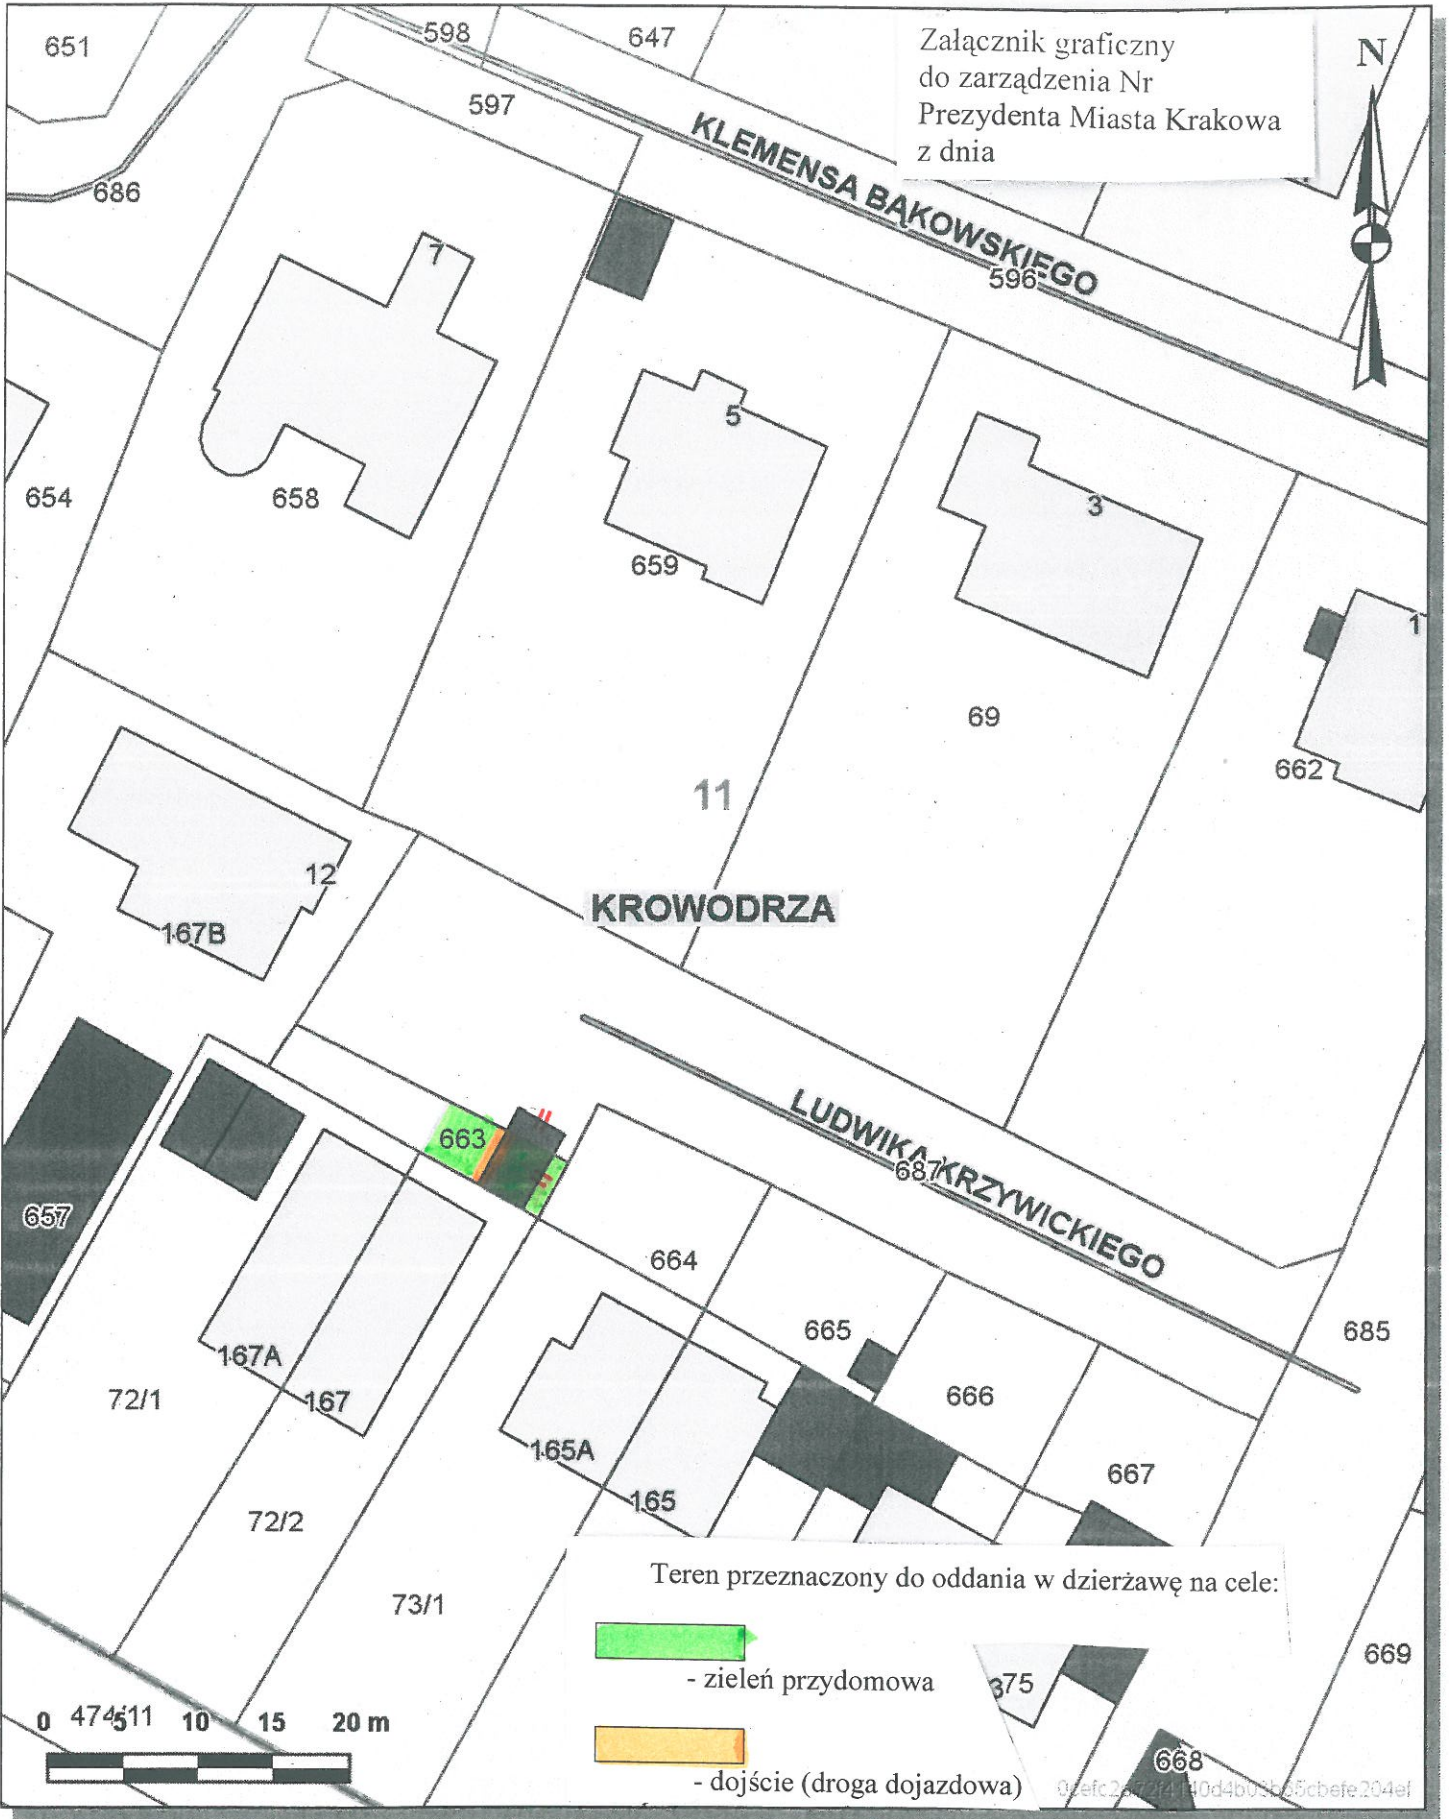 651
598
647
Załącznik graficzny
do zarządzenia Nr
Prezydenta Miasta Krakowa
z dnia
N
597
KLEMENSA BĄKOWSKIEGO
686
596
7
5
3
1
654
658
659
69
662
11
12
KROWODRZA
167B
LUDWIKA KRZYWICKIEGO
663
687
657
664
665
685
167A
72/1
167
666
165A
667
165
72/2
Teren przeznaczony do oddania w dzierżawę na cele:
73/1
- zieleń przydomowa
669
375
474/11
0 5 10 15 20 m
668
- dojście (droga dojazdowa)